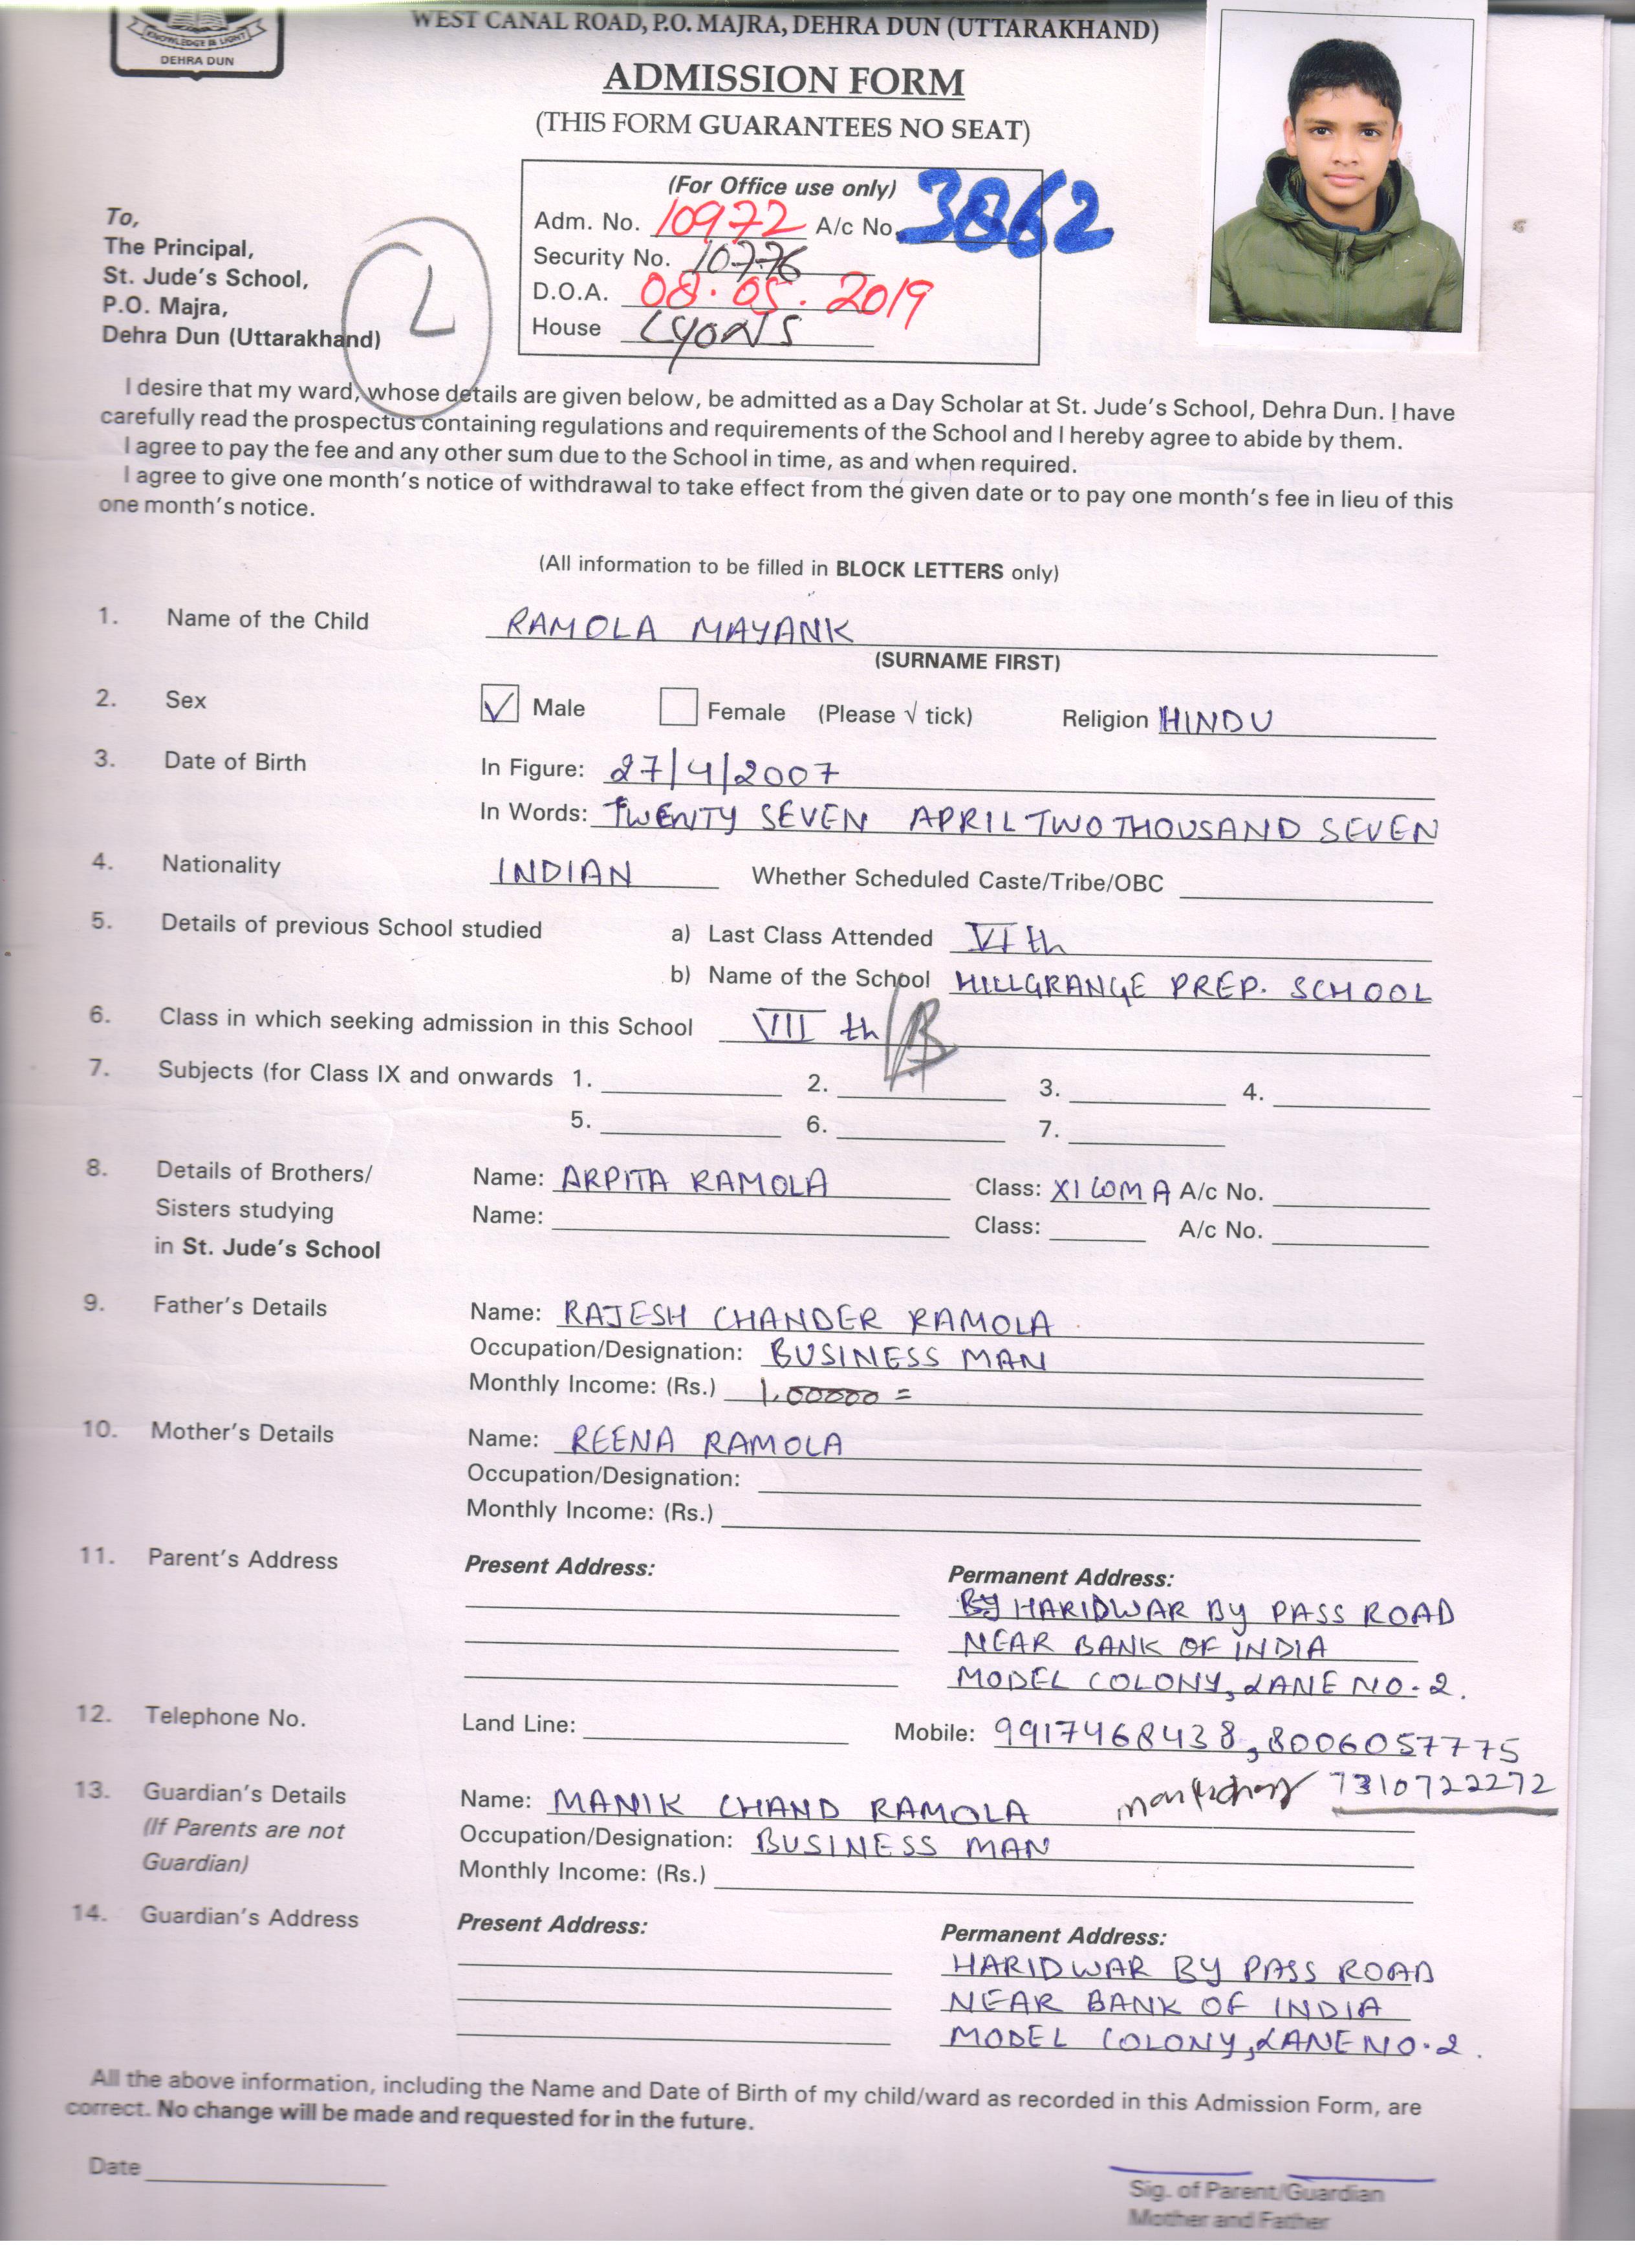 KNOWLEDGE & LIGHT
DEHRA DUN
WEST CANAL ROAD, P.O. MAJRA, DEHRA DUN (UTTARAKHAND)
ADMISSION FORM
(THIS FORM GUARANTEES NO SEAT)
(For Office use only)
Adm. No. 10972 A/c No. 3862
Security No. 10776
D.O.A. 08.05.2019
House Lyons
To,
The Principal,
St. Jude's School,
P.O. Majra,
Dehra Dun (Uttarakhand)
2
I desire that my ward, whose details are given below, be admitted as a Day Scholar at St. Jude's School, Dehra Dun. I have
carefully read the prospectus containing regulations and requirements of the School and I hereby agree to abide by them.
I agree to pay the fee and any other sum due to the School in time, as and when required.
I agree to give one month's notice of withdrawal to take effect from the given date or to pay one month's fee in lieu of this
one month's notice.
(All information to be filled in BLOCK LETTERS only)
1. Name of the Child RAMOLA MAYANK
(SURNAME FIRST)
2. Sex ✓ Male Female (Please √ tick) Religion HINDU
3. Date of Birth In Figure: 27/4/2007
In Words: TWENTY SEVEN APRIL TWO THOUSAND SEVEN
4. Nationality INDIAN Whether Scheduled Caste/Tribe/OBC
5. Details of previous School studied a) Last Class Attended VI th
b) Name of the School HILLGRANGE PREP. SCHOOL
6. Class in which seeking admission in this School VII th/B
7. Subjects (for Class IX and onwards 1. 2. 3. 4.
5. 6. 7.
8. Details of Brothers/ Name: ARPITA RAMOLA Class: XI COM A A/c No.
Sisters studying Name: Class: A/c No.
in St. Jude's School
9. Father's Details Name: RAJESH CHANDER RAMOLA
Occupation/Designation: BUSINESS MAN
Monthly Income: (Rs.) 1,00000 =
10. Mother's Details Name: REENA RAMOLA
Occupation/Designation:
Monthly Income: (Rs.)
11. Parent's Address Present Address: Permanent Address:
HARIDWAR BY PASS ROAD
NEAR BANK OF INDIA
MODEL COLONY, LANE NO. 2.
12. Telephone No. Land Line: Mobile: 9917468438, 8006057775
7310722272
13. Guardian's Details Name: MANIK CHAND RAMOLA
(If Parents are not Occupation/Designation: BUSINESS MAN
Guardian) Monthly Income: (Rs.)
14. Guardian's Address Present Address: Permanent Address:
HARIDWAR BY PASS ROAD
NEAR BANK OF INDIA
MODEL COLONY, LANE NO. 2.
All the above information, including the Name and Date of Birth of my child/ward as recorded in this Admission Form, are
correct. No change will be made and requested for in the future.
Date
Sig. of Parent/Guardian
Mother and Father